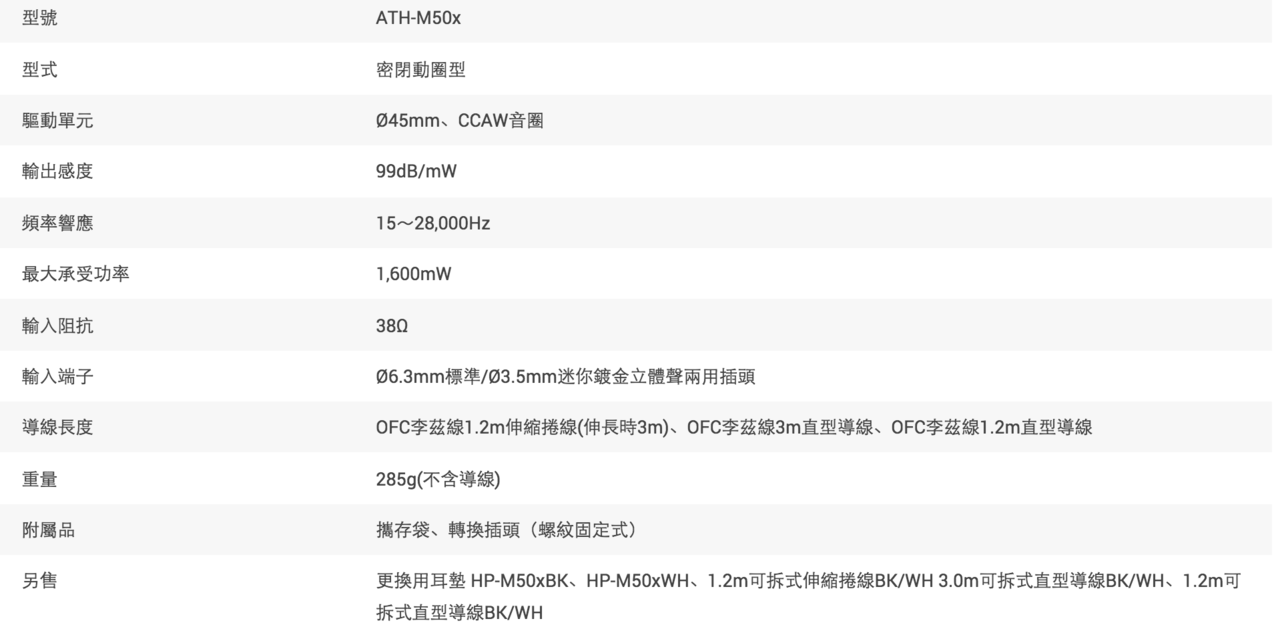 型號 ATH-M50x
型式 密閉動圈型
驅動單元 Ø45mm、CCAW音圈
輸出感度 99dB/mW
頻率響應 15～28,000Hz
最大承受功率 1,600mW
輸入阻抗 38Ω
輸入端子 Ø6.3mm標準/Ø3.5mm迷你鍍金立體聲兩用插頭
導線長度 OFC李茲線1.2m伸縮捲線(伸長時3m)、OFC李茲線3m直型導線、OFC李茲線1.2m直型導線
重量 285g(不含導線)
附屬品 攜存袋、轉換插頭（螺紋固定式）
另售 更換用耳墊 HP-M50xBK、HP-M50xWH、1.2m可拆式伸縮捲線BK/WH 3.0m可拆式直型導線BK/WH、1.2m可
拆式直型導線BK/WH